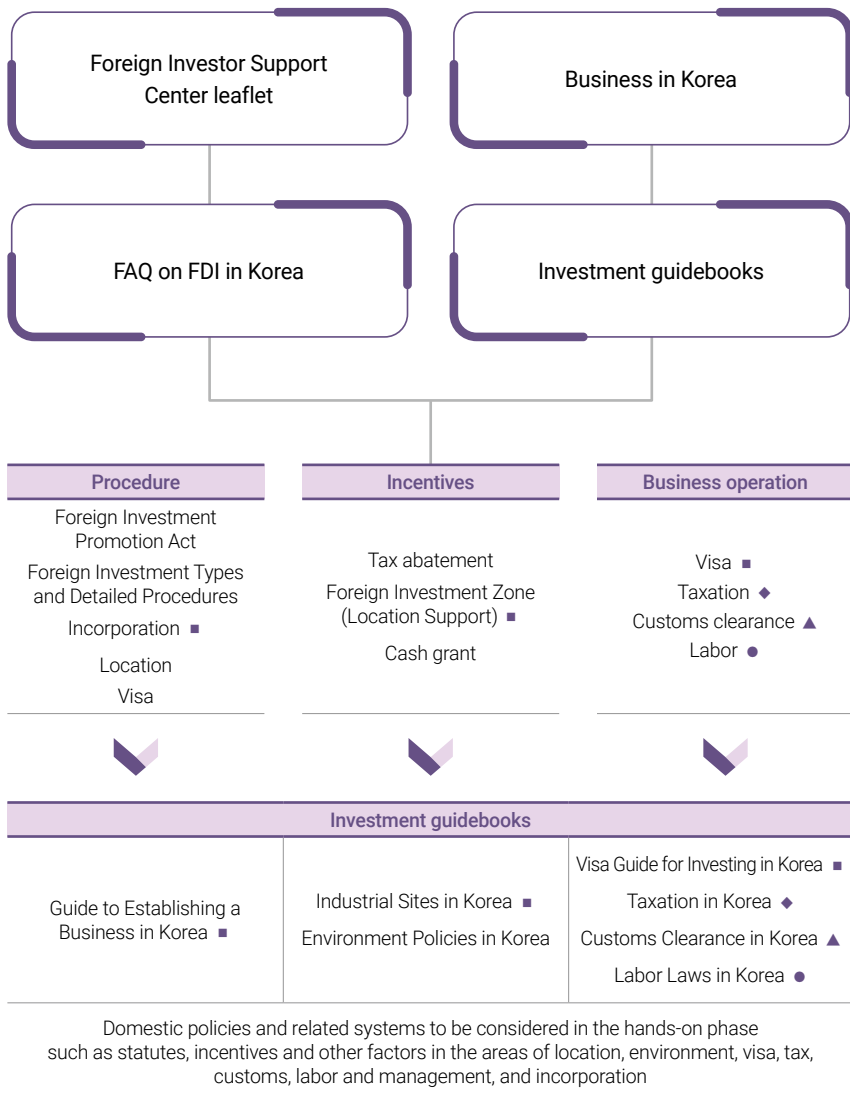 Foreign Investor Support
Center leaflet
Business in Korea
FAQ on FDI in Korea
Investment guidebooks
Procedure
Foreign Investment
Promotion Act
Foreign Investment Types
and Detailed Procedures
Incorporation ■
Location
Visa
Incentives
Tax abatement
Foreign Investment Zone
(Location Support) ■
Cash grant
Business operation
Visa ■
Taxation ◆
Customs clearance ▲
Labor ●
Investment guidebooks
Guide to Establishing a
Business in Korea ■
Industrial Sites in Korea ■
Environment Policies in Korea
Visa Guide for Investing in Korea ■
Taxation in Korea ◆
Customs Clearance in Korea ▲
Labor Laws in Korea ●
Domestic policies and related systems to be considered in the hands-on phase
such as statutes, incentives and other factors in the areas of location, environment, visa, tax,
customs, labor and management, and incorporation